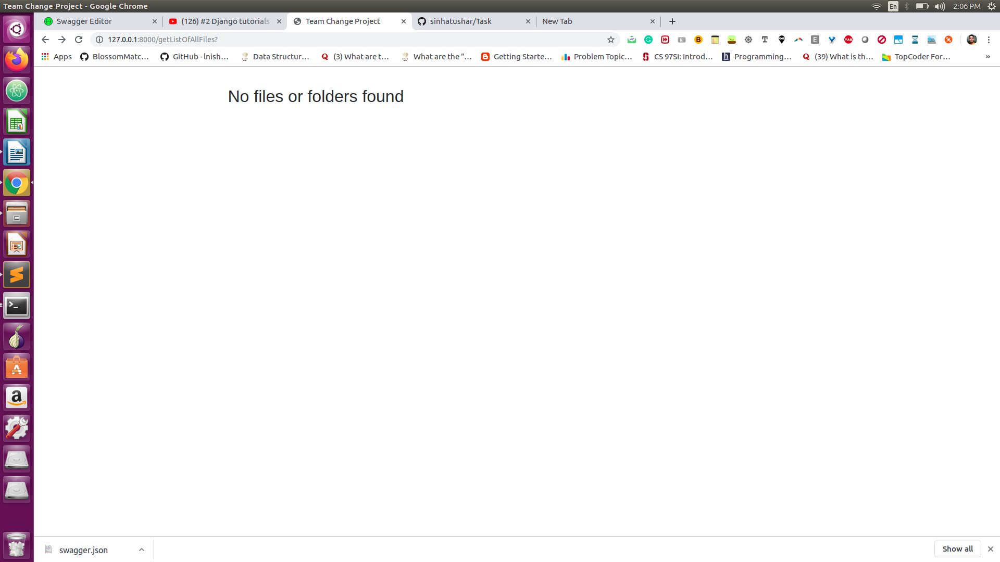 Team Change Project - Google Chrome
En
2:06 PM
Swagger Editor
(126) #2 Django tutorials
Team Change Project
sinhatushar/Task
New Tab
127.0.0.1:8000/getListOfAllFiles?
Apps
BlossomMatc...
GitHub - lnish...
Data Structur...
(3) What are t...
What are the "...
Getting Starte...
Problem Topic...
CS 97SI: Introd...
Programming...
(39) What is th...
TopCoder For...
»
No files or folders found
swagger.json
Show all